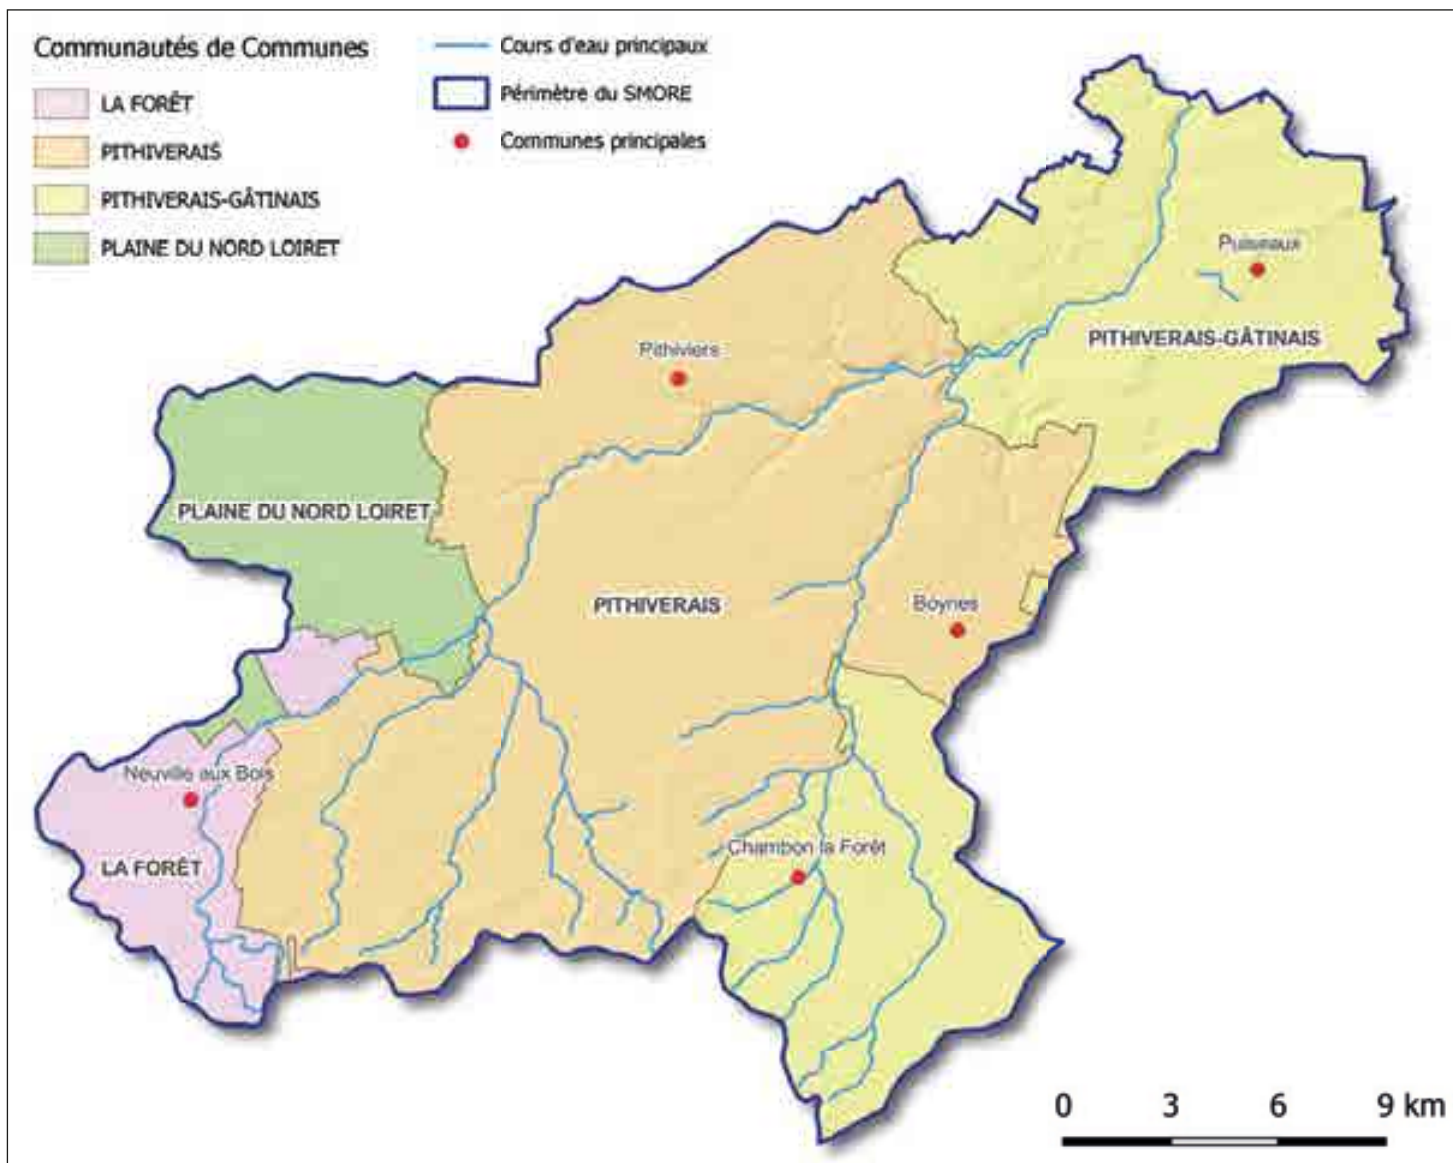 Communautés de Communes
LA FORÊT
PITHIVERAIS
PITHIVERAIS-GÂTINAIS
PLAINE DU NORD LOIRET
Cours d'eau principaux
Périmètre du SMORE
Communes principales
Puiseaux
PITHIVERAIS-GÂTINAIS
Pithiviers
PLAINE DU NORD LOIRET
PITHIVERAIS
Boynes
Neuville aux Bois
LA FORÊT
Chambon la Forêt
0 3 6 9 km